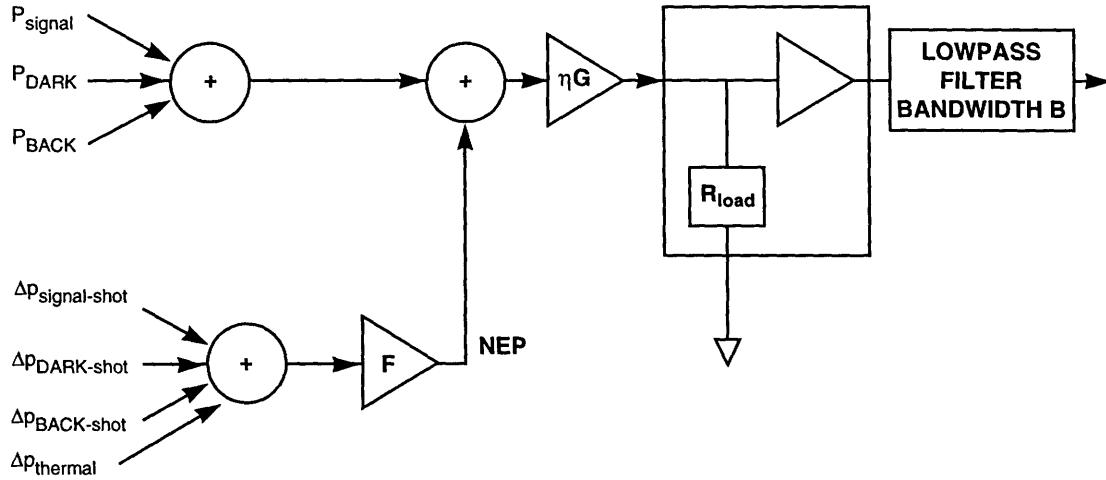 P_signal
P_DARK
P_BACK
+
+
ηG
R_load
LOWPASS
FILTER
BANDWIDTH B
Δp_signal-shot
Δp_DARK-shot
Δp_BACK-shot
Δp_thermal
+
F
NEP